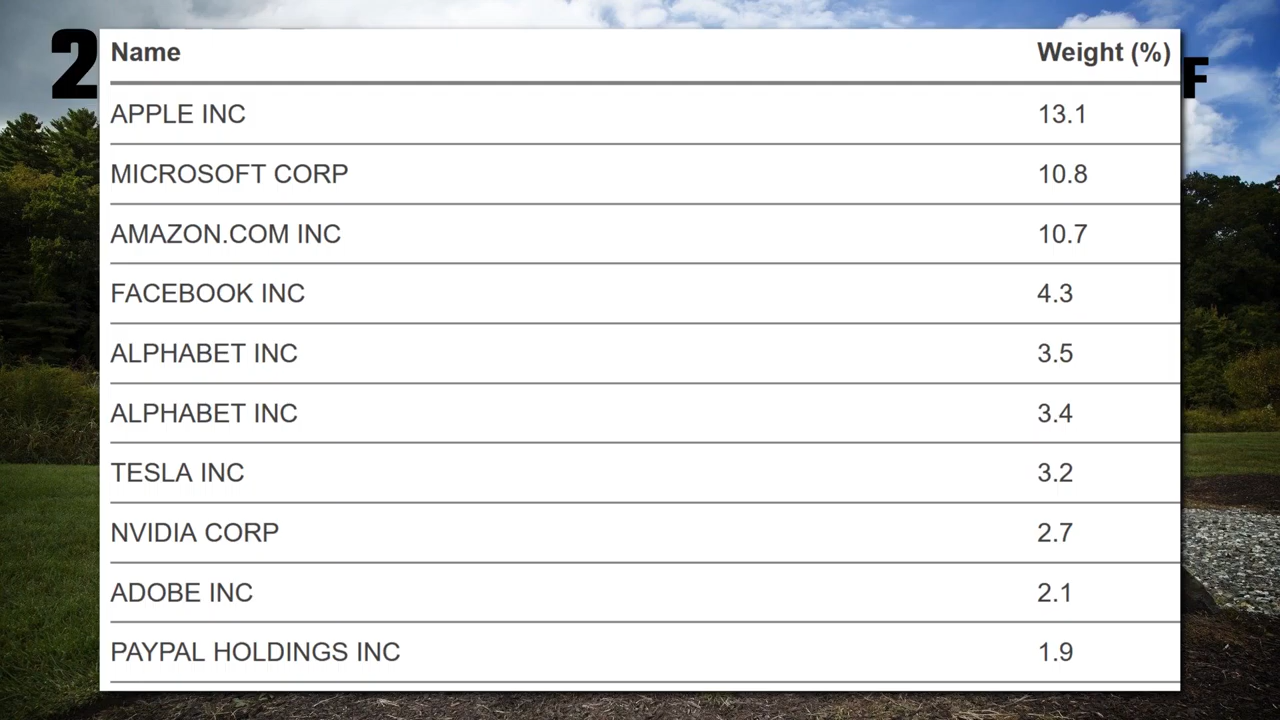 2
F
Name Weight (%)
APPLE INC 13.1
MICROSOFT CORP 10.8
AMAZON.COM INC 10.7
FACEBOOK INC 4.3
ALPHABET INC 3.5
ALPHABET INC 3.4
TESLA INC 3.2
NVIDIA CORP 2.7
ADOBE INC 2.1
PAYPAL HOLDINGS INC 1.9